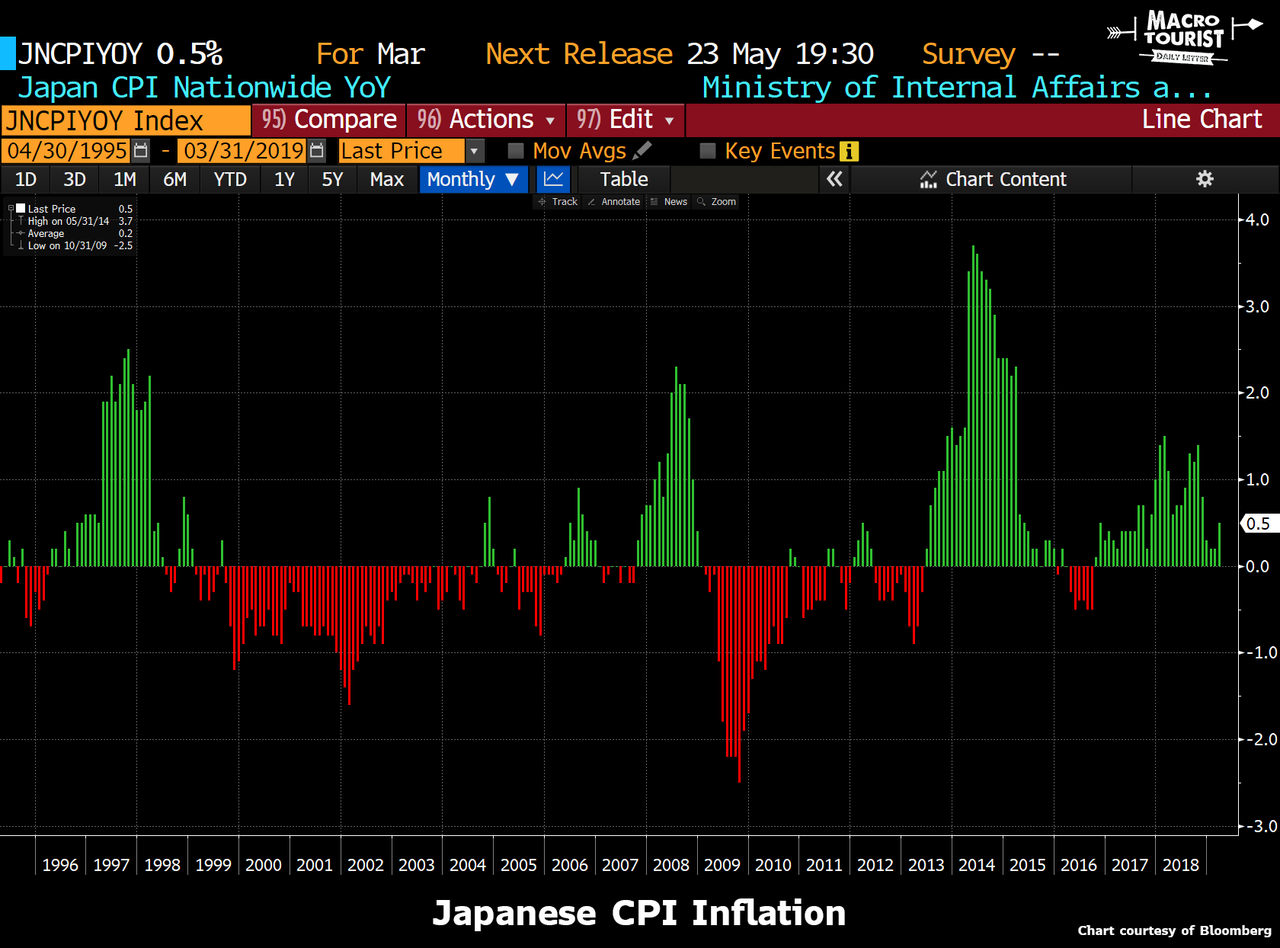 MACRO
TOURIST
DAILY LETTER
JNCPIYOY 0.5% For Mar Next Release 23 May 19:30 Survey --
Japan CPI Nationwide YoY Ministry of Internal Affairs a...
JNCPIYOY Index 95) Compare 96) Actions 97) Edit Line Chart
04/30/1995 - 03/31/2019 Last Price Mov Avgs Key Events
1D 3D 1M 6M YTD 1Y 5Y Max Monthly ▼ Table « Chart Content
Track Annotate News Zoom
Last Price 0.5
High on 05/31/14 3.7
Average 0.2
Low on 10/31/09 -2.5
4.0
3.0
2.0
1.0
0.5
0.0
-1.0
-2.0
-3.0
1996 1997 1998 1999 2000 2001 2002 2003 2004 2005 2006 2007 2008 2009 2010 2011 2012 2013 2014 2015 2016 2017 2018
Japanese CPI Inflation
Chart courtesy of Bloomberg